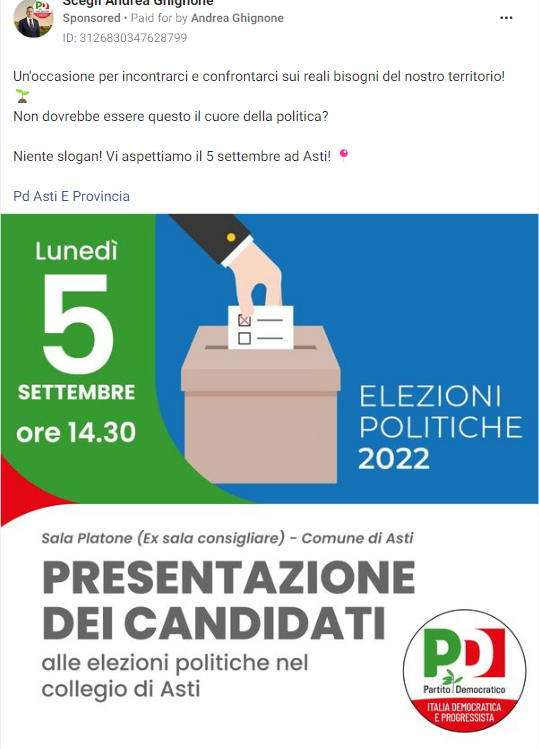 Scegli Andrea Ghignone
Sponsored • Paid for by Andrea Ghignone
ID: 3126830347628799
Un'occasione per incontrarci e confrontarci sui reali bisogni del nostro territorio!
🌱
Non dovrebbe essere questo il cuore della politica?
Niente slogan! Vi aspettiamo il 5 settembre ad Asti! 📍
Pd Asti E Provincia
Lunedì
5
SETTEMBRE
ore 14.30
ELEZIONI
POLITICHE
2022
Sala Platone (Ex sala consigliare) - Comune di Asti
PRESENTAZIONE
DEI CANDIDATI
alle elezioni politiche nel
collegio di Asti
PD
Partito Democratico
ITALIA DEMOCRATICA
E PROGRESSISTA